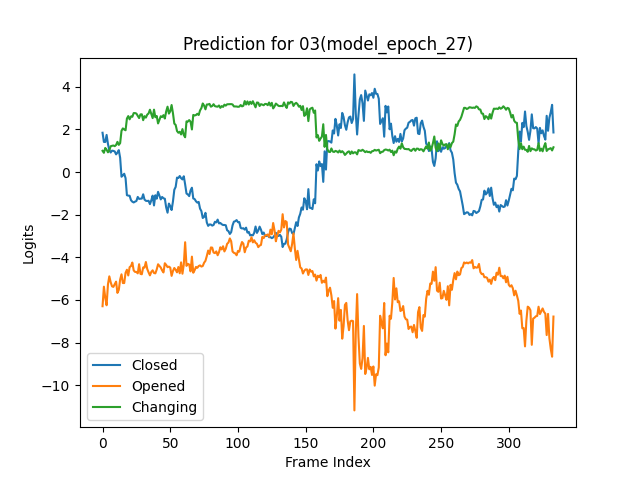 Prediction for 03(model_epoch_27)
Logits
4
2
0
−2
−4
−6
−8
−10
Closed
Opened
Changing
0 50 100 150 200 250 300
Frame Index